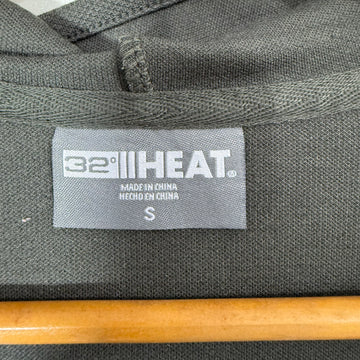 32° HEAT®
MADE IN CHINA
HECHO EN CHINA
S